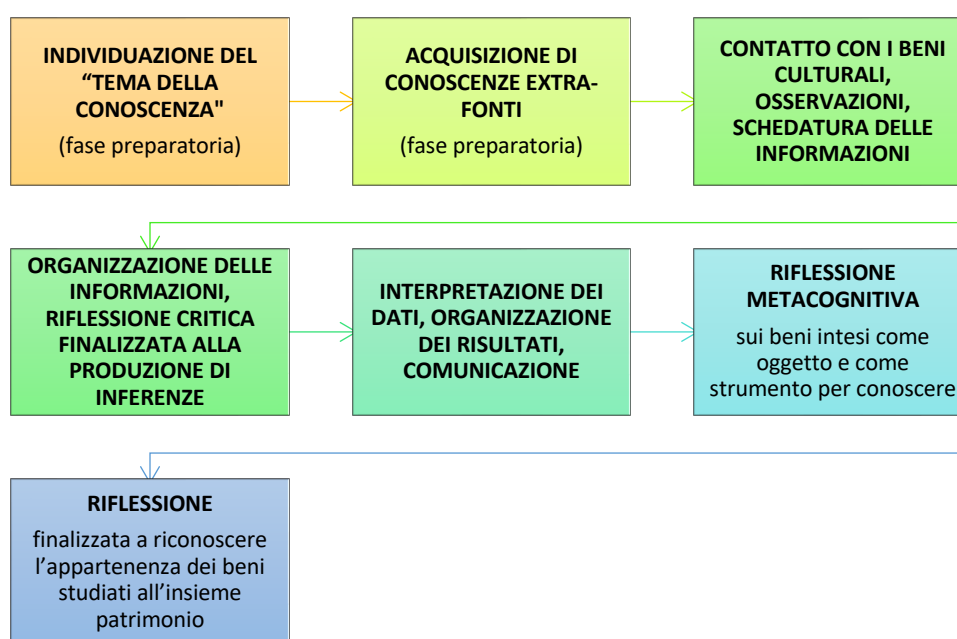 INDIVIDUAZIONE DEL
“TEMA DELLA
CONOSCENZA"
(fase preparatoria)
ACQUISIZIONE DI
CONOSCENZE EXTRA-
FONTI
(fase preparatoria)
CONTATTO CON I BENI
CULTURALI,
OSSERVAZIONI,
SCHEDATURA DELLE
INFORMAZIONI
ORGANIZZAZIONE DELLE
INFORMAZIONI,
RIFLESSIONE CRITICA
FINALIZZATA ALLA
PRODUZIONE DI
INFERENZE
INTERPRETAZIONE DEI
DATI, ORGANIZZAZIONE
DEI RISULTATI,
COMUNICAZIONE
RIFLESSIONE
METACOGNITIVA
sui beni intesi come
oggetto e come
strumento per conoscere
RIFLESSIONE
finalizzata a riconoscere
l’appartenenza dei beni
studiati all’insieme
patrimonio